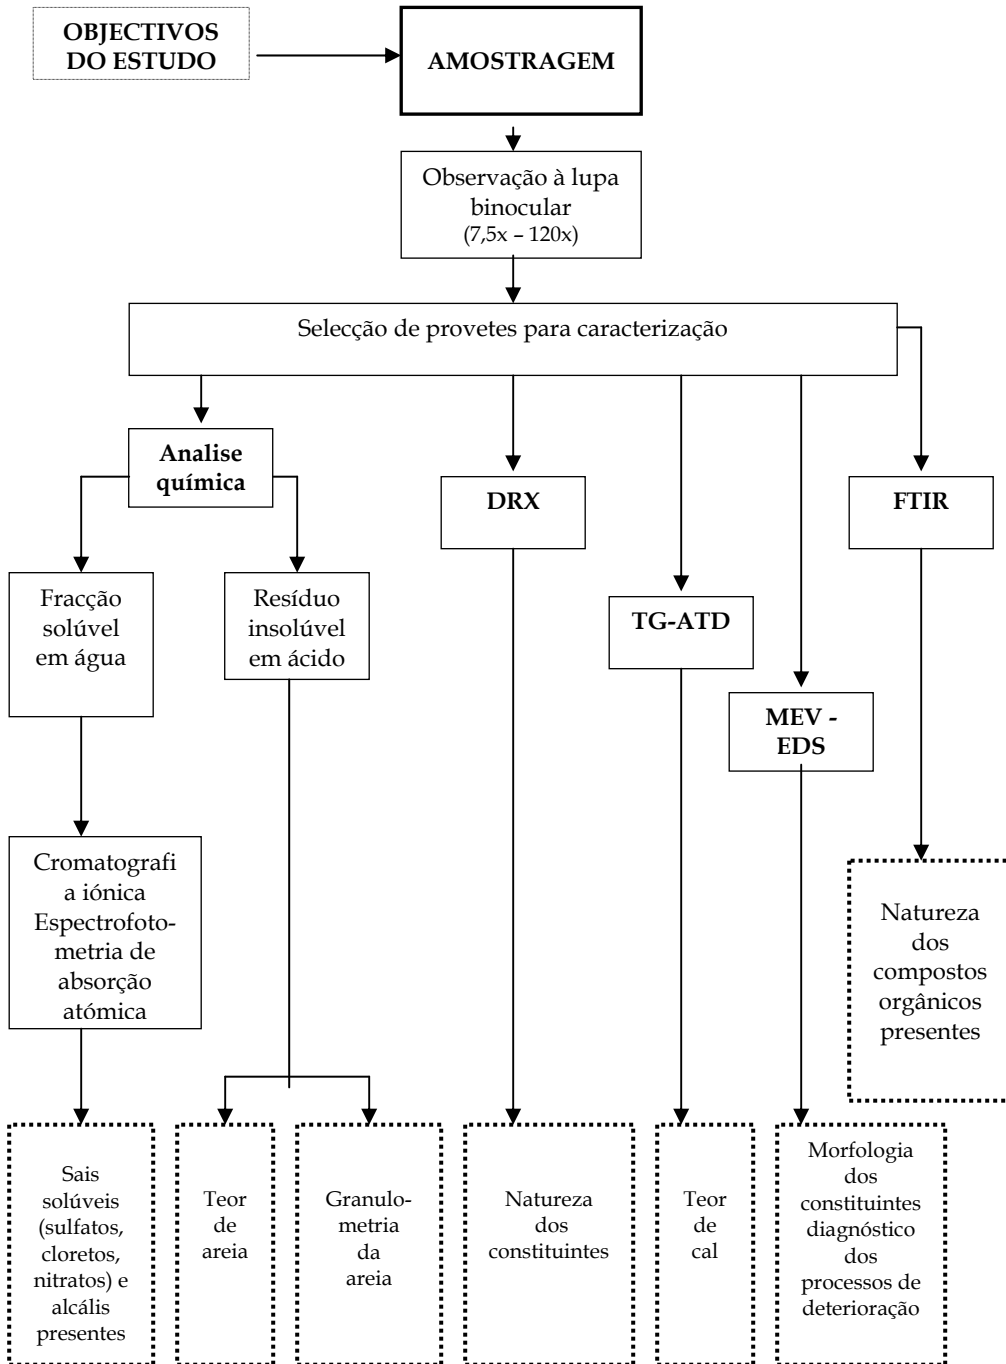 OBJECTIVOS
DO ESTUDO
AMOSTRAGEM
Observação à lupa
binocular
(7,5x – 120x)
Selecção de provetes para caracterização
Analise
química
DRX
FTIR
Fracção
solúvel
em água
Resíduo
insolúvel
em ácido
TG-ATD
MEV -
EDS
Cromatografi
a iónica
Espectrofoto-
metria de
absorção
atómica
Natureza
dos
compostos
orgânicos
presentes
Sais
solúveis
(sulfatos,
cloretos,
nitratos) e
alcális
presentes
Teor
de
areia
Granulo-
metria
da
areia
Natureza
dos
constituintes
Teor
de
cal
Morfologia
dos
constituintes
diagnóstico
dos
processos de
deterioração